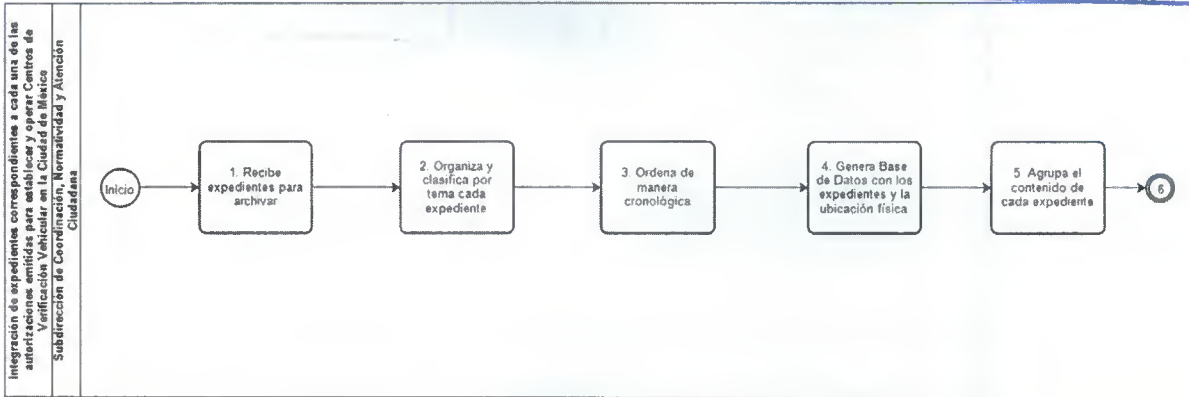 Integración de expedientes correspondientes a cada una de las
autorizaciones emitidas para establecer y operar Centros de
Verificación Vehicular en la Ciudad de México
Subdirección de Coordinación, Normatividad y Atención
Ciudadana
Inicio
1. Recibe
expedientes para
archivar
2. Organiza y
clasifica por
tema cada
expediente
3. Ordena de
manera
cronológica
4. Genera Base
de Datos con los
expedientes y la
ubicación física
5 Agrupa el
contenido de
cada expediente
6